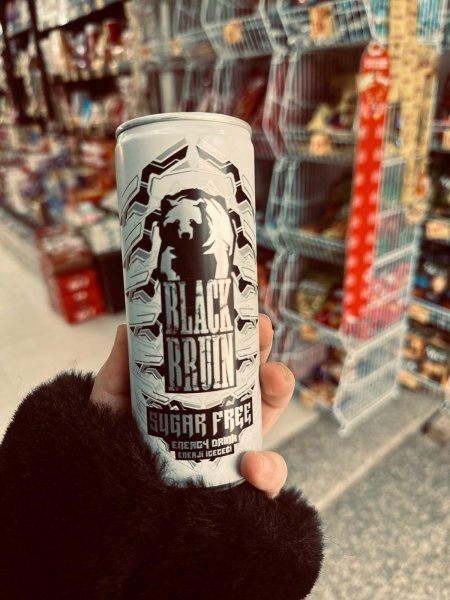 BLACK
BRUIN
SUGAR FREE
ENERGY DRINK
ENERJİ İÇECEĞİ